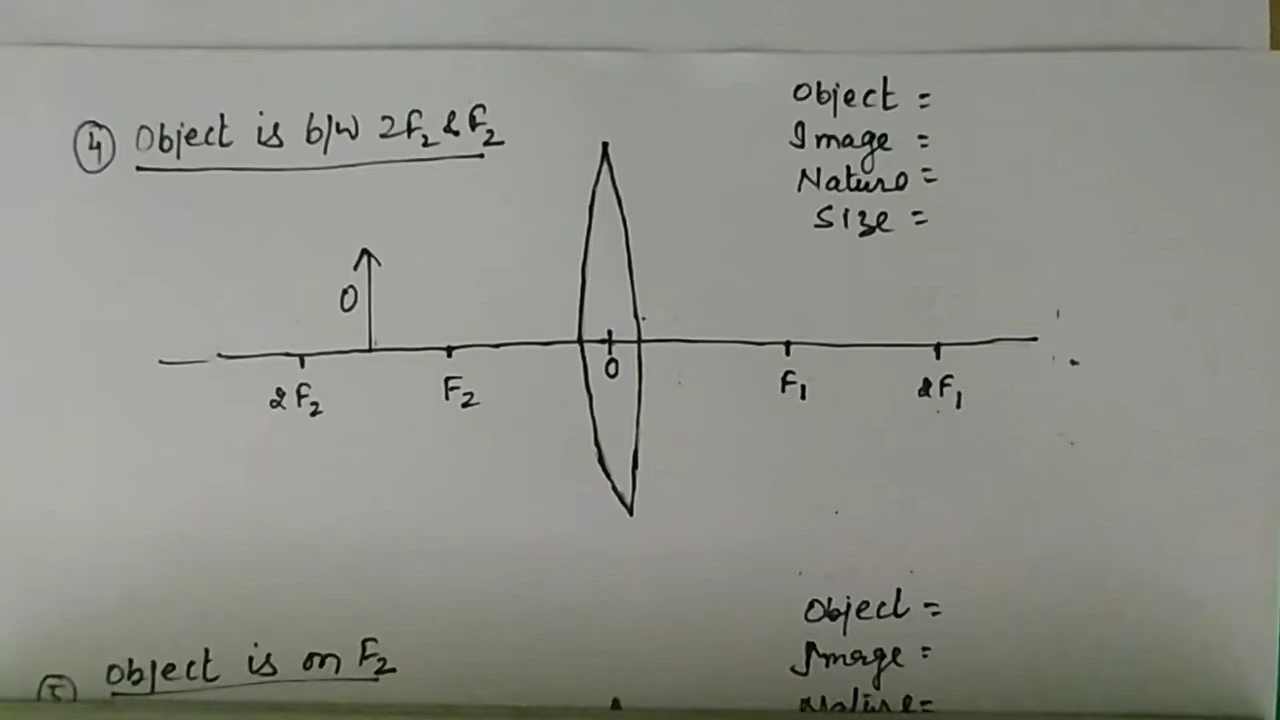 ④ Object is b/w 2F₂ & F₂
Object =
Image =
Nature =
Size =
O
2F₂
F₂
O
F₁
2F₁
⑤ Object is on F₂
Object =
Image =
Nature =